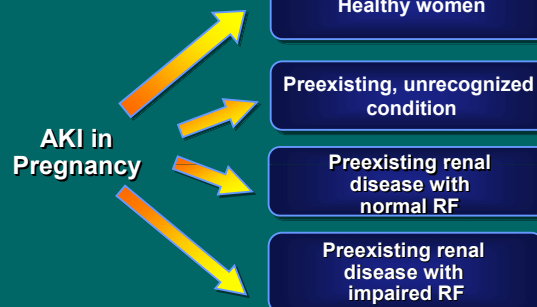 Healthy women
Preexisting, unrecognized
condition
AKI in
Pregnancy
Preexisting renal
disease with
normal RF
Preexisting renal
disease with
impaired RF